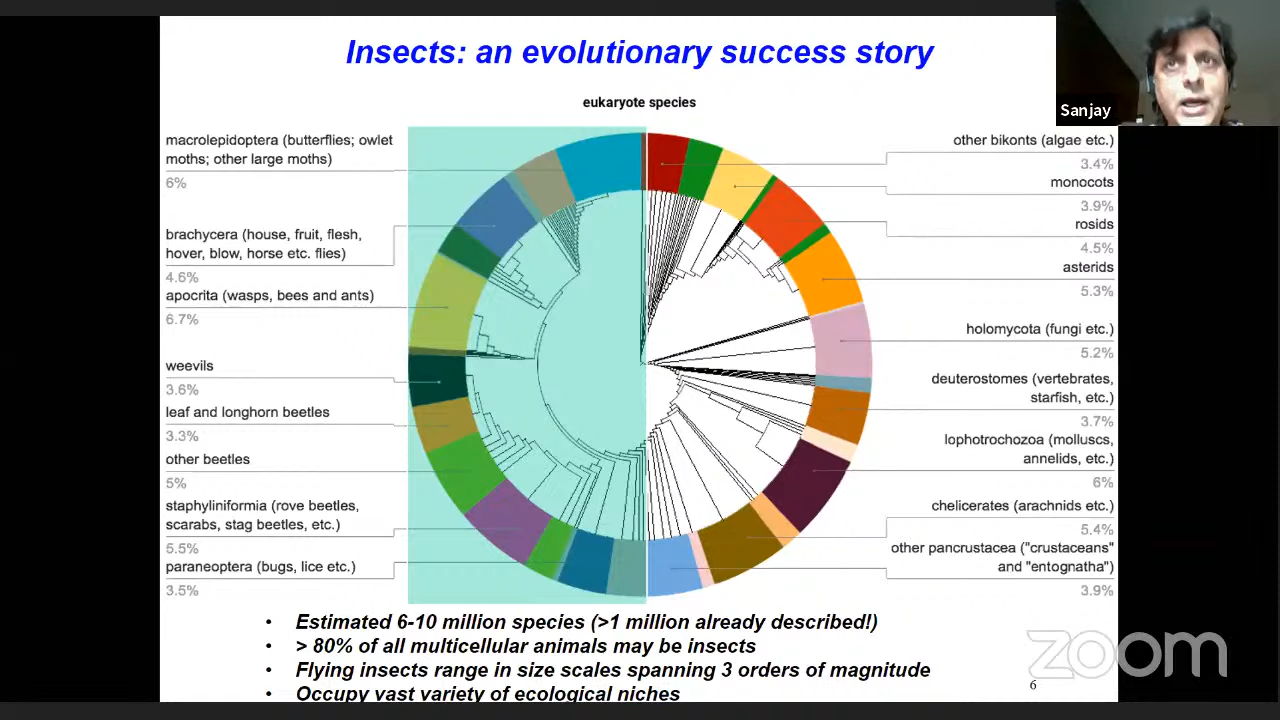 Insects: an evolutionary success story
Sanjay
eukaryote species
macrolepidoptera (butterflies; owlet
moths; other large moths)
6%
brachycera (house, fruit, flesh,
hover, blow, horse etc. flies)
4.6%
apocrita (wasps, bees and ants)
6.7%
weevils
3.6%
leaf and longhorn beetles
3.3%
other beetles
5%
staphyliniformia (rove beetles,
scarabs, stag beetles, etc.)
5.5%
paraneoptera (bugs, lice etc.)
3.5%
other bikonts (algae etc.)
3.4%
monocots
3.9%
rosids
4.5%
asterids
5.3%
holomycota (fungi etc.)
5.2%
deuterostomes (vertebrates,
starfish, etc.)
3.7%
lophotrochozoa (molluscs,
annelids, etc.)
6%
chelicerates (arachnids etc.)
5.4%
other pancrustacea ("crustaceans"
and "entognatha")
3.9%
• Estimated 6-10 million species (>1 million already described!)
• > 80% of all multicellular animals may be insects
• Flying insects range in size scales spanning 3 orders of magnitude
• Occupy vast variety of ecological niches
zoom
6